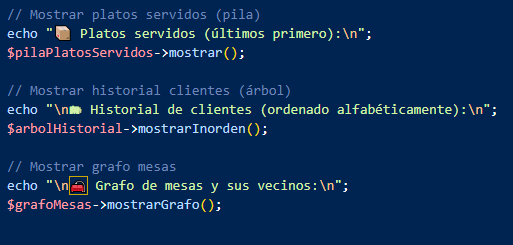 // Mostrar platos servidos (pila)
echo "📦 Platos servidos (últimos primero):\n";
$pilaPlatosServidos->mostrar();

// Mostrar historial clientes (árbol)
echo "\n Historial de clientes (ordenado alfabéticamente):\n";
$arbolHistorial->mostrarInorden();

// Mostrar grafo mesas
echo "\n Grafo de mesas y sus vecinos:\n";
$grafoMesas->mostrarGrafo();